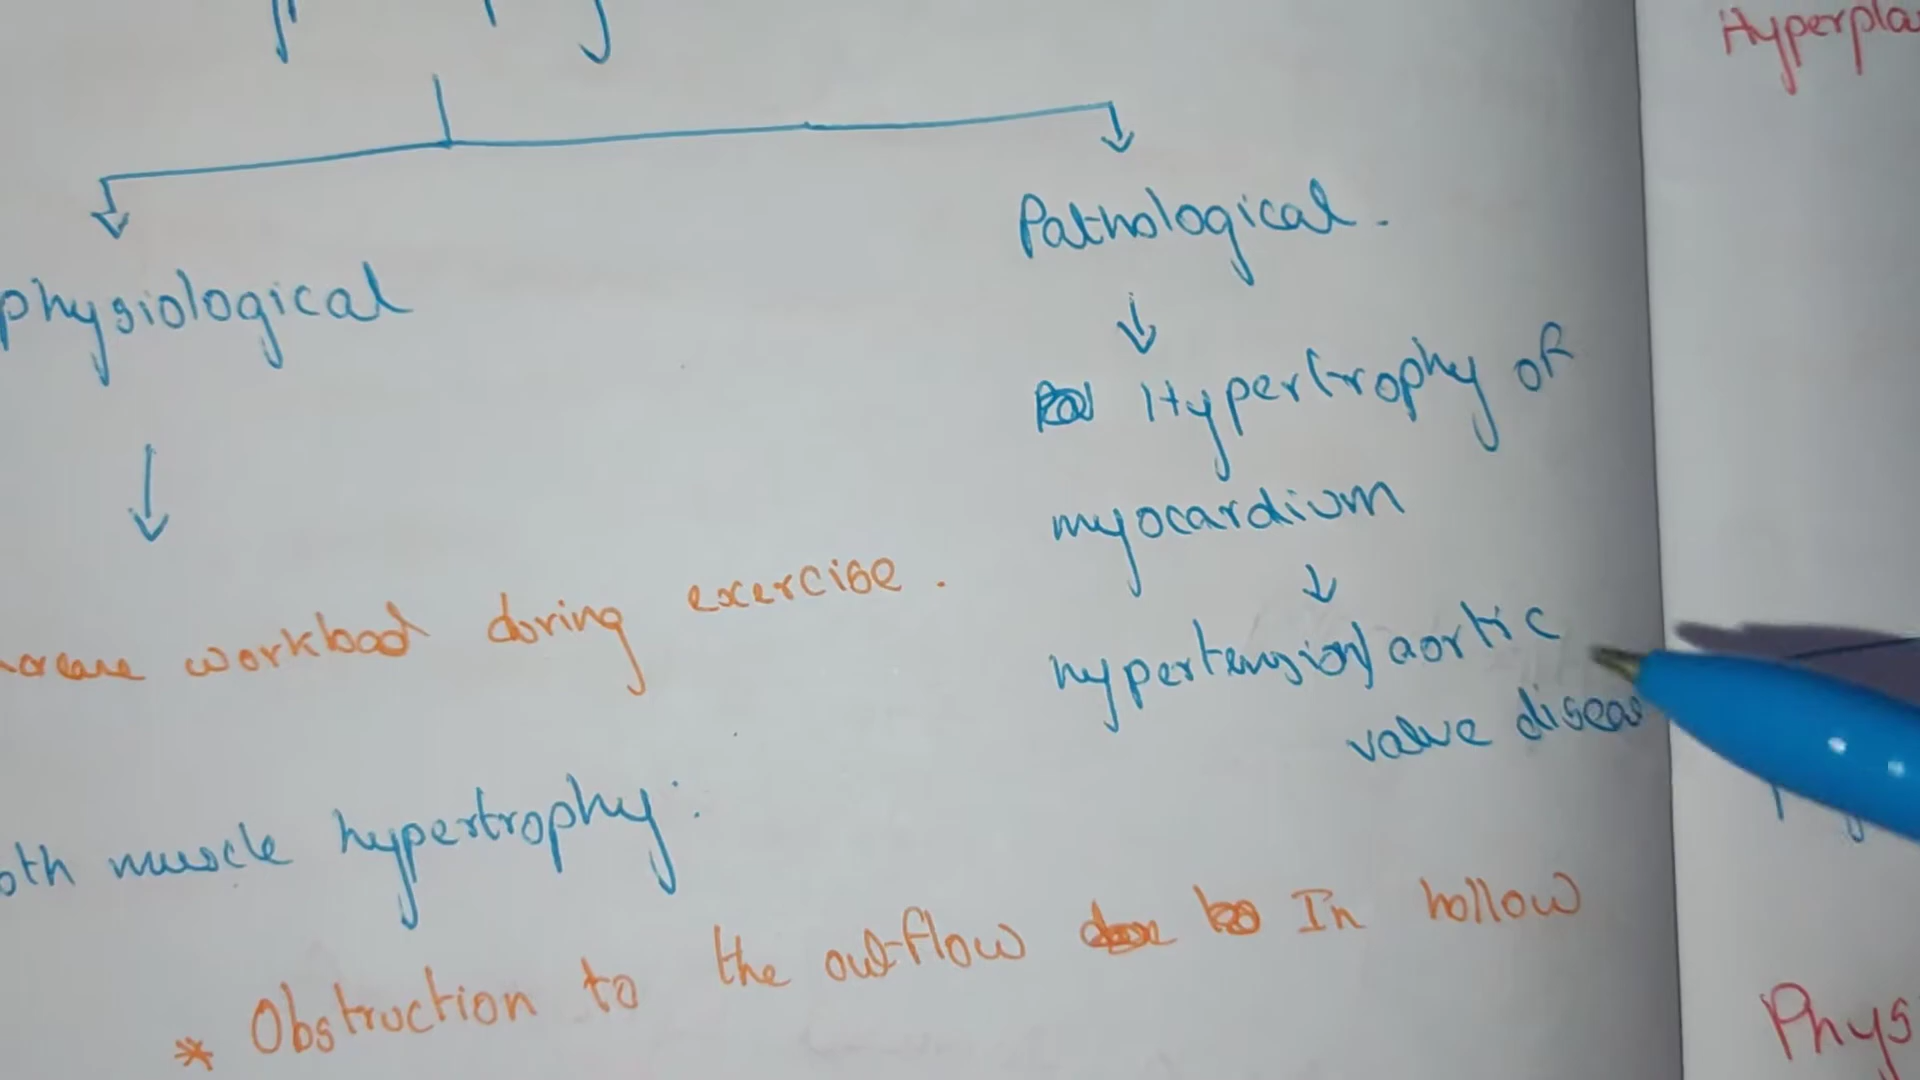 Pathological.
physiological
Hypertrophy of
myocardium
workload during exercise.
hypertension/aortic
valve diseas
muscle hypertrophy:
* Obstruction to the outflow In hollow
Hyperpla
Phys